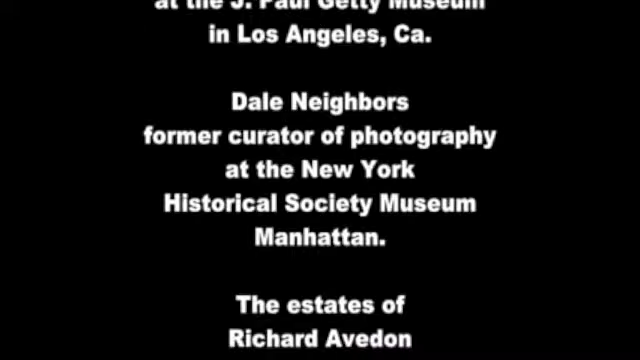 at the J. Paul Getty Museum
in Los Angeles, Ca.
Dale Neighbors
former curator of photography
at the New York
Historical Society Museum
Manhattan.
The estates of
Richard Avedon